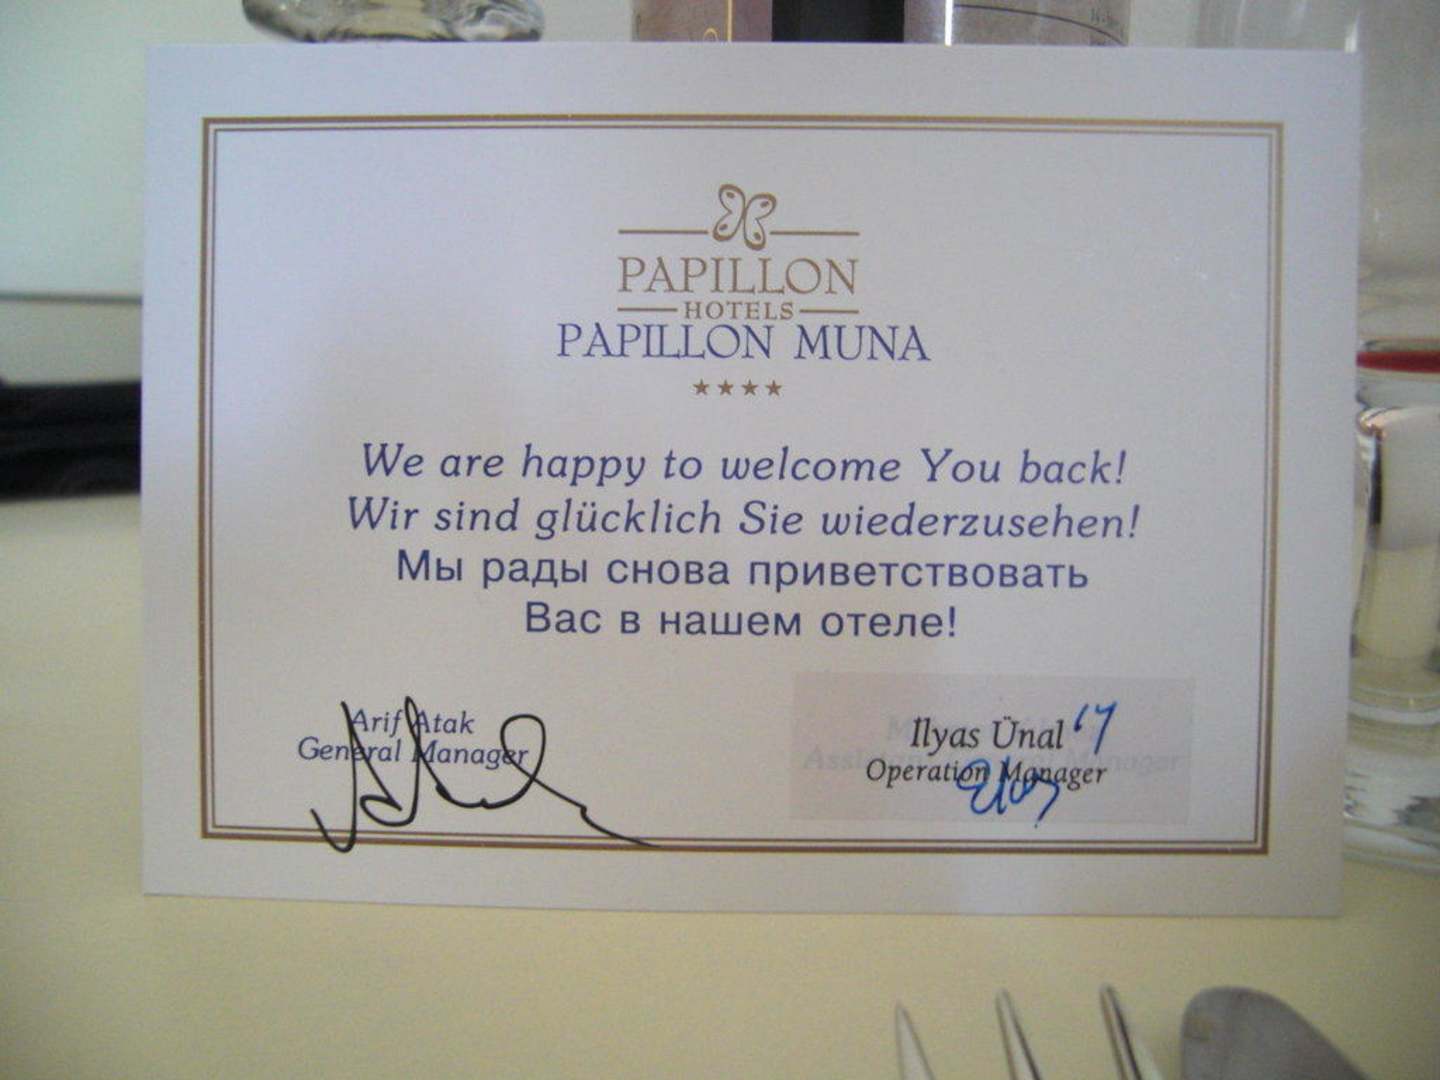 PAPILLON
HOTELS
PAPILLON MUNA
We are happy to welcome You back!
Wir sind glücklich Sie wiederzusehen!
Мы рады снова приветствовать
Вас в нашем отеле!
Arif Atak
General Manager
Ilyas Ünal
Operation Manager